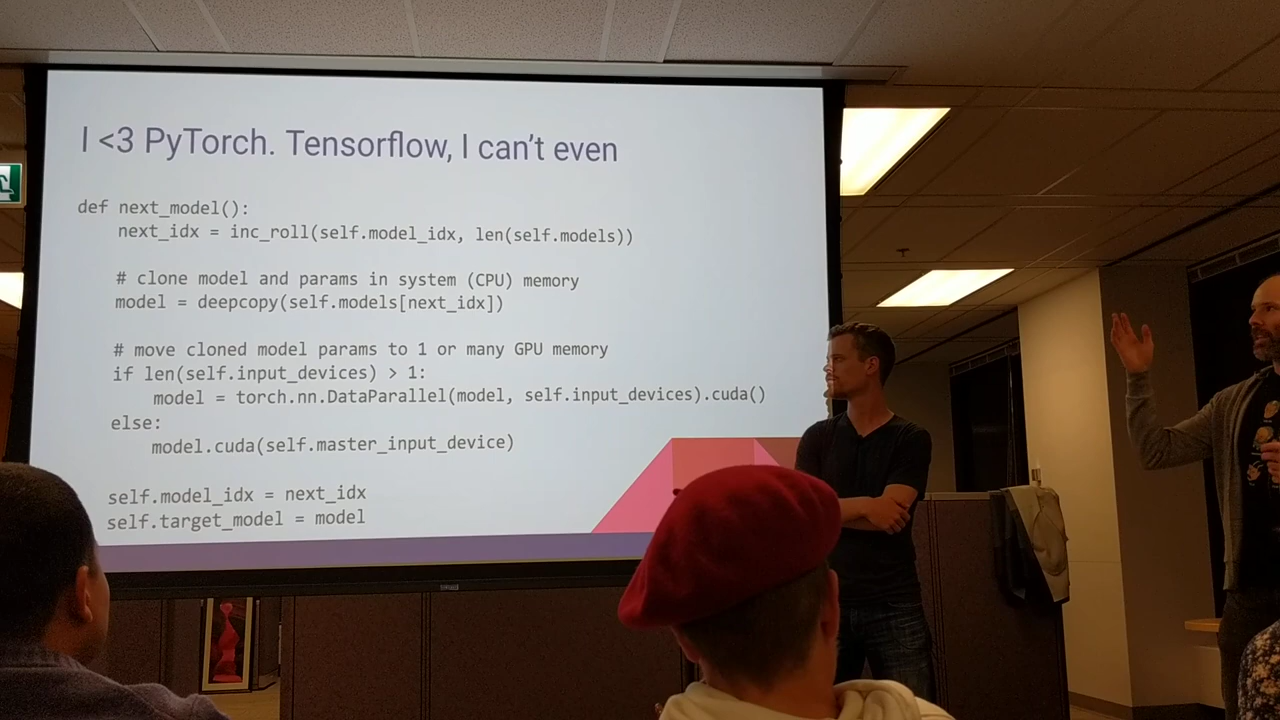 I <3 PyTorch. Tensorflow, I can't even
def next_model():
    next_idx = inc_roll(self.model_idx, len(self.models))
    # clone model and params in system (CPU) memory
    model = deepcopy(self.models[next_idx])
    # move cloned model params to 1 or many GPU memory
    if len(self.input_devices) > 1:
        model = torch.nn.DataParallel(model, self.input_devices).cuda()
    else:
        model.cuda(self.master_input_device)
    self.model_idx = next_idx
    self.target_model = model